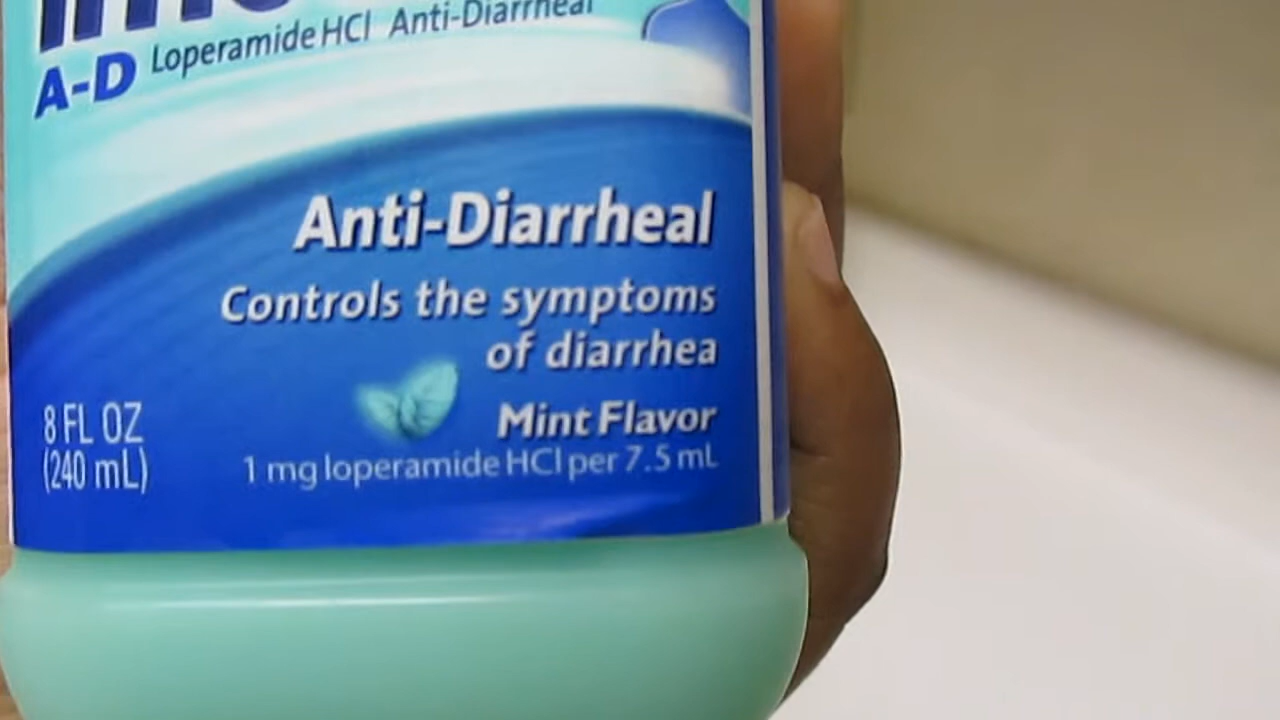 A-D Loperamide HCl Anti-Diarrheal
Anti-Diarrheal
Controls the symptoms
of diarrhea
Mint Flavor
1 mg loperamide HCl per 7.5 mL
8 FL OZ
(240 mL)